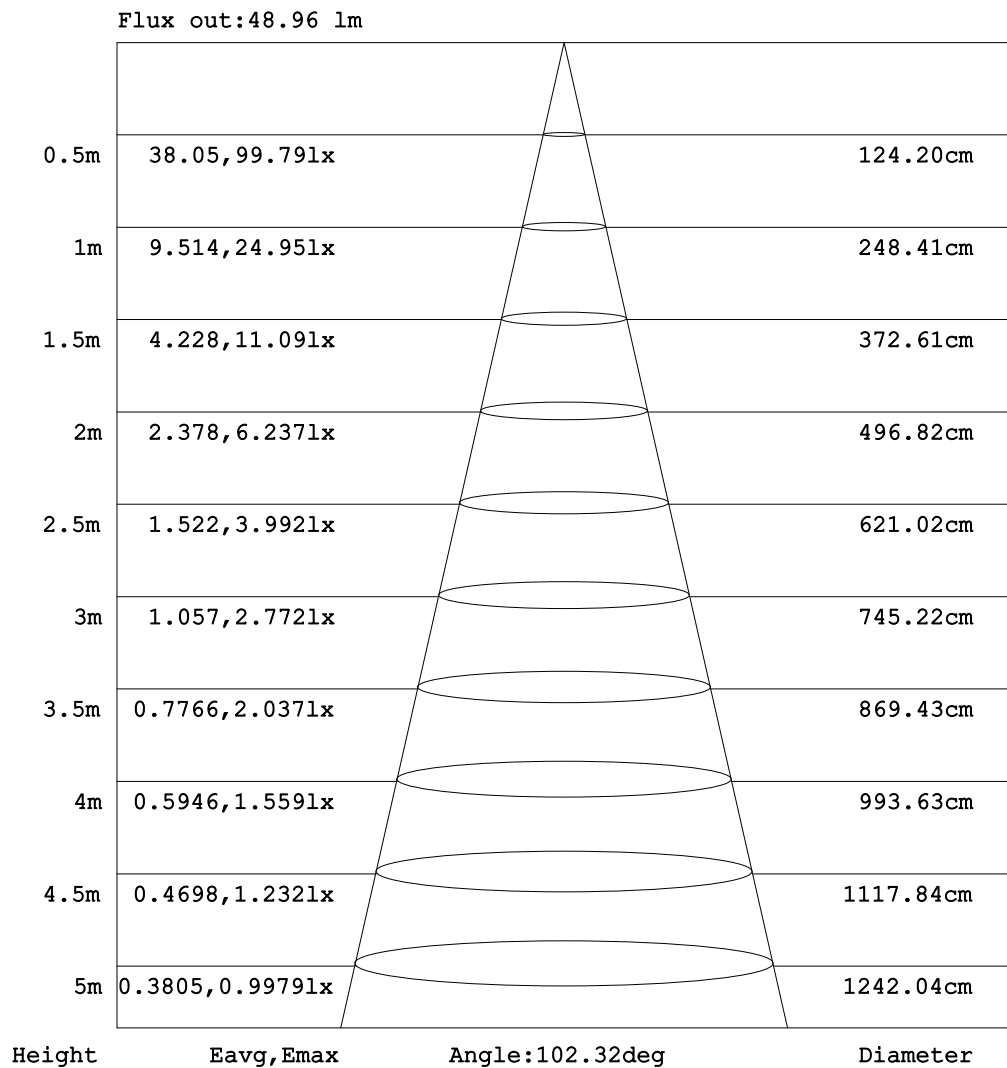 Flux out:48.96 lm
0.5m 38.05,99.79lx 124.20cm
1m 9.514,24.95lx 248.41cm
1.5m 4.228,11.09lx 372.61cm
2m 2.378,6.237lx 496.82cm
2.5m 1.522,3.992lx 621.02cm
3m 1.057,2.772lx 745.22cm
3.5m 0.7766,2.037lx 869.43cm
4m 0.5946,1.559lx 993.63cm
4.5m 0.4698,1.232lx 1117.84cm
5m 0.3805,0.9979lx 1242.04cm
Height Eavg,Emax Angle:102.32deg Diameter